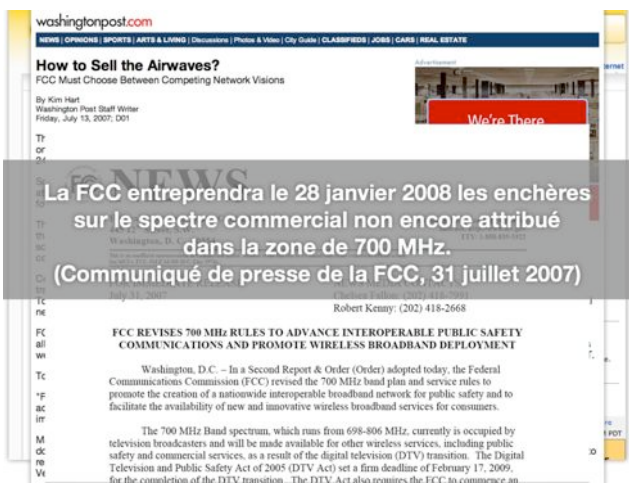 washingtonpost.com
NEWS | OPINIONS | SPORTS | ARTS & LIVING | Discussions | Photos & Video | City Guide | CLASSIFIEDS | JOBS | CARS | REAL ESTATE
How to Sell the Airwaves?
FCC Must Choose Between Competing Network Visions
Advertisement
By Kim Hart
Washington Post Staff Writer
Friday, July 13, 2007; D01
We're There
NEWS
La FCC entreprendra le 28 janvier 2008 les enchères
sur le spectre commercial non encore attribué
dans la zone de 700 MHz.
(Communiqué de presse de la FCC, 31 juillet 2007)
Washington, D. C.
July 31, 2007
Chelsea Fallon: (202) 418-7991
Robert Kenny: (202) 418-2668
FCC REVISES 700 MHz RULES TO ADVANCE INTEROPERABLE PUBLIC SAFETY
COMMUNICATIONS AND PROMOTE WIRELESS BROADBAND DEPLOYMENT
Washington, D.C. – In a Second Report & Order (Order) adopted today, the Federal
Communications Commission (FCC) revised the 700 MHz band plan and service rules to
promote the creation of a nationwide interoperable broadband network for public safety and to
facilitate the availability of new and innovative wireless broadband services for consumers.
The 700 MHz Band spectrum, which runs from 698-806 MHz, currently is occupied by
television broadcasters and will be made available for other wireless services, including public
safety and commercial services, as a result of the digital television (DTV) transition. The Digital
Television and Public Safety Act of 2005 (DTV Act) set a firm deadline of February 17, 2009,
for the completion of the DTV transition. The DTV Act also requires the FCC to commence an